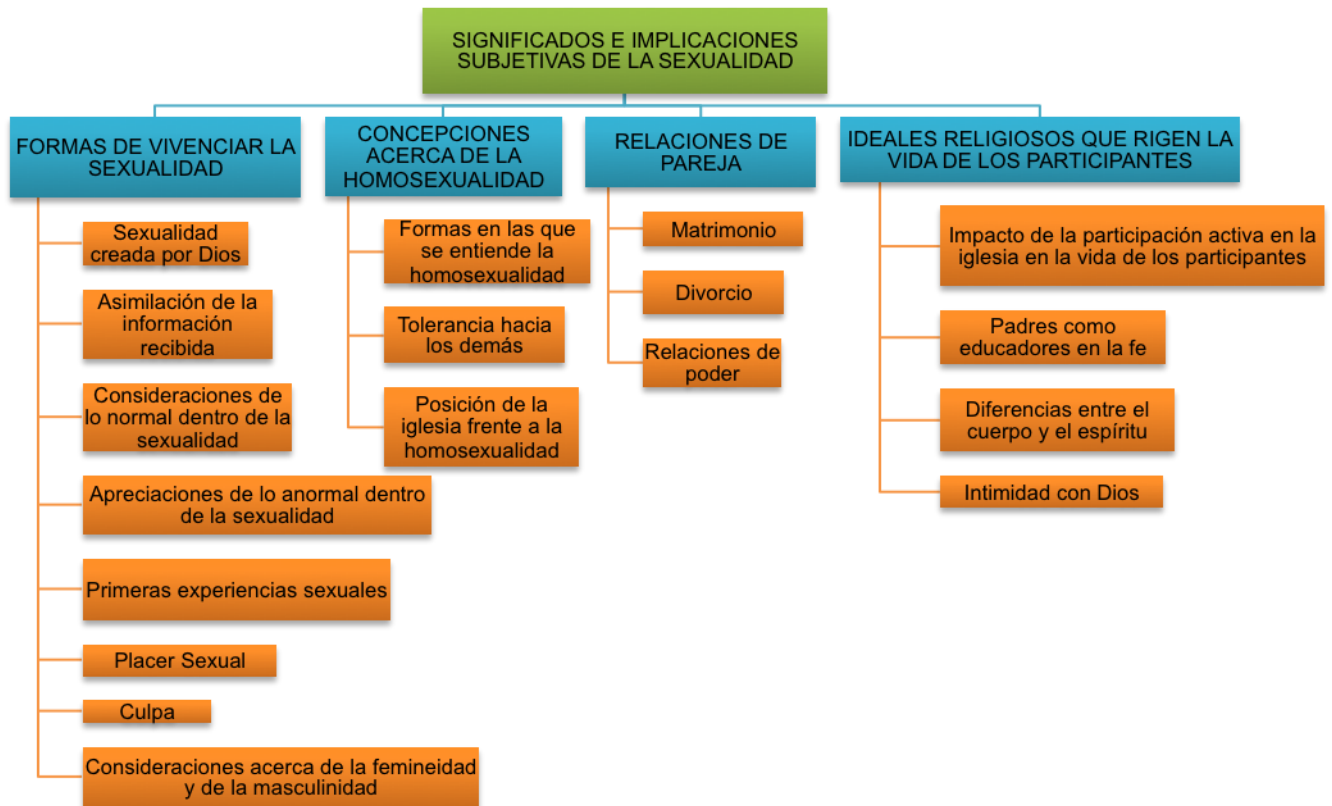 SIGNIFICADOS E IMPLICACIONES
SUBJETIVAS DE LA SEXUALIDAD
FORMAS DE VIVENCIAR LA
SEXUALIDAD
Sexualidad
creada por Dios
Asimilación de la
información
recibida
Consideraciones de
lo normal dentro de la
sexualidad
Apreciaciones de lo anormal dentro
de la sexualidad
Primeras experiencias sexuales
Placer Sexual
Culpa
Consideraciones acerca de la femineidad
y de la masculinidad
CONCEPCIONES
ACERCA DE LA
HOMOSEXUALIDAD
Formas en las que
se entiende la
homosexualidad
Tolerancia hacia
los demás
Posición de la
iglesia frente a la
homosexualidad
RELACIONES DE
PAREJA
Matrimonio
Divorcio
Relaciones de
poder
IDEALES RELIGIOSOS QUE RIGEN LA
VIDA DE LOS PARTICIPANTES
Impacto de la participación activa en la
iglesia en la vida de los participantes
Padres como
educadores en la fe
Diferencias entre el
cuerpo y el espíritu
Intimidad con Dios